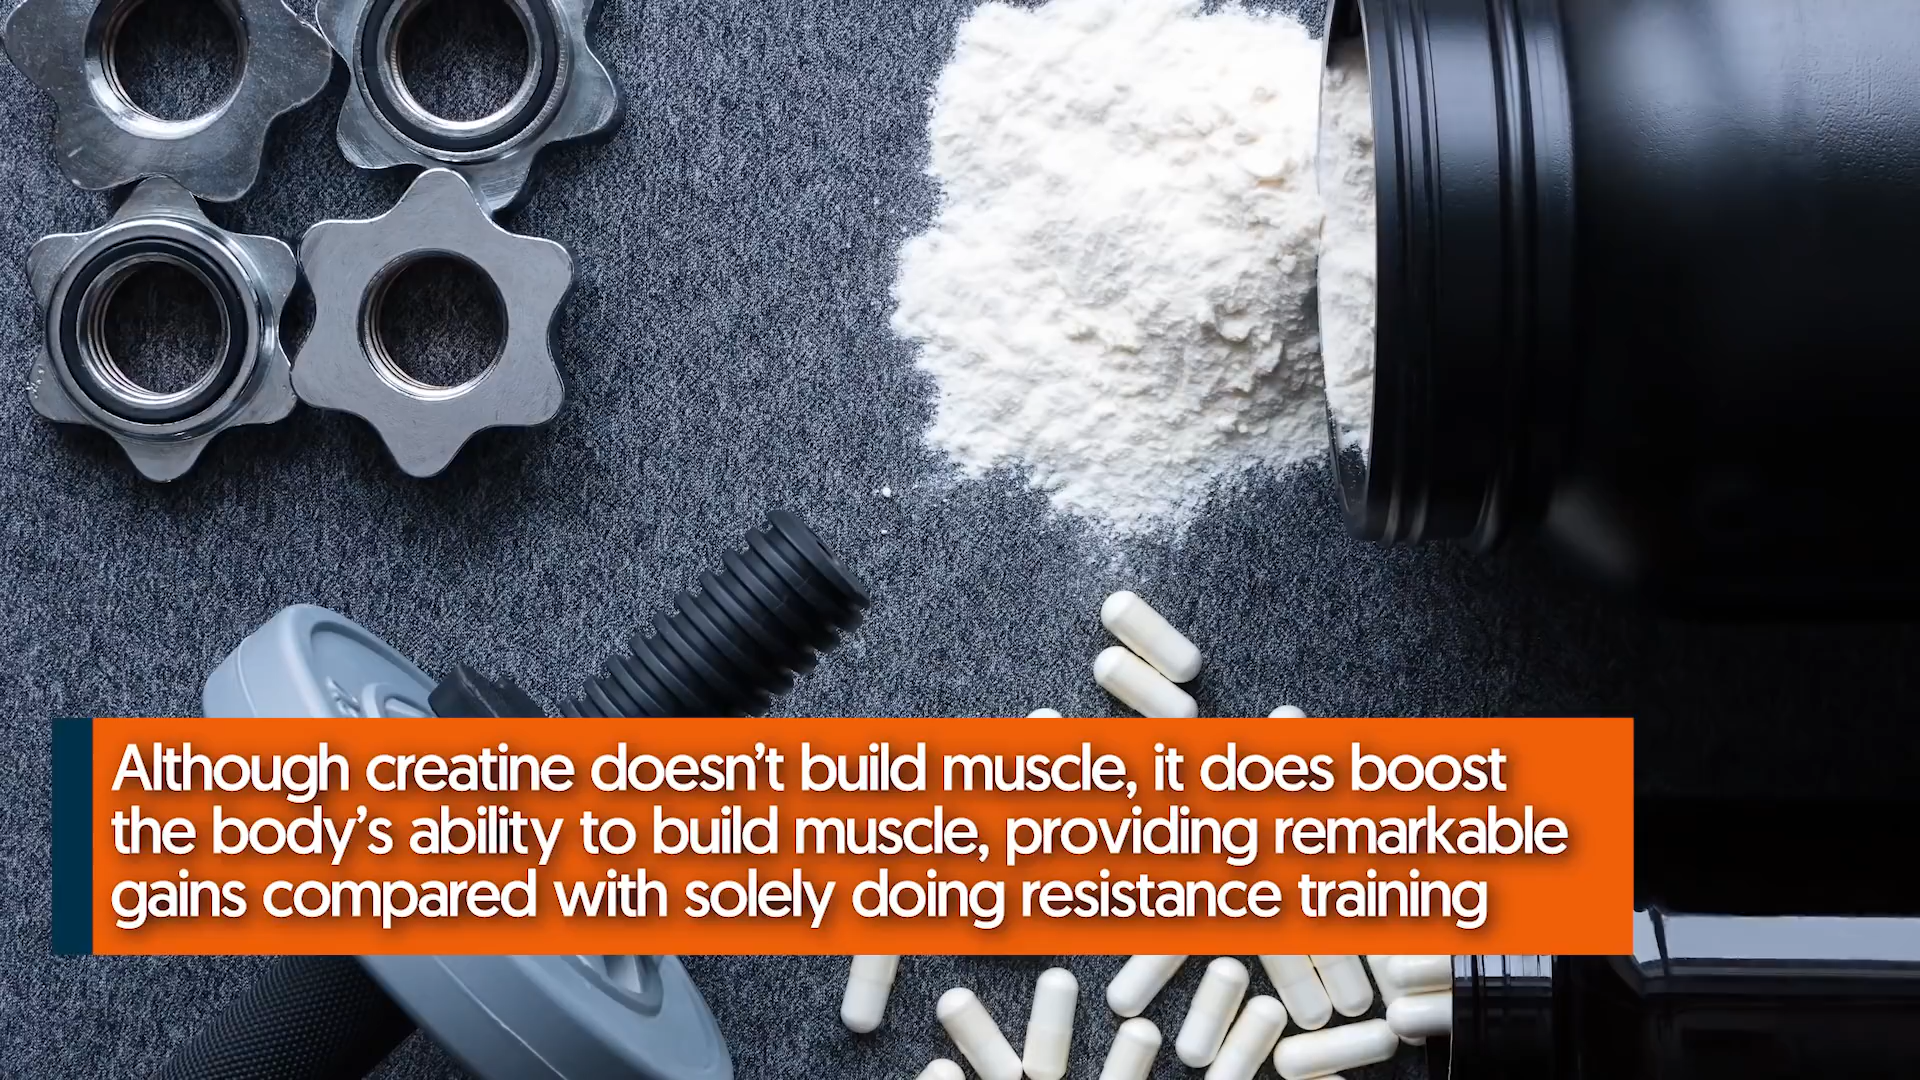 Although creatine doesn’t build muscle, it does boost
the body’s ability to build muscle, providing remarkable
gains compared with solely doing resistance training